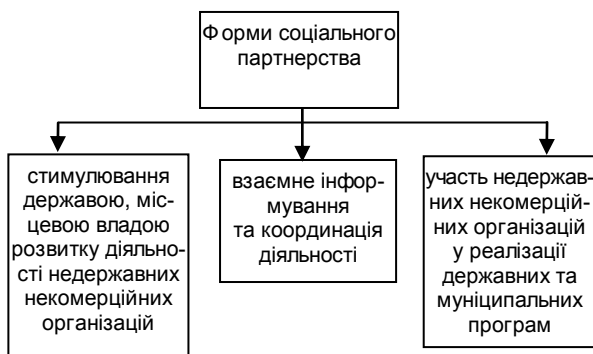 Форми соціального
партнерства
стимулювання
державою, міс-
цевою владою
розвитку діяльно-
сті недержавних
некомерційних
організацій
взаємне інфор-
мування
та координація
діяльності
участь недержав-
них некомерцій-
них організацій
у реалізації
державних та
муніципальних
програм